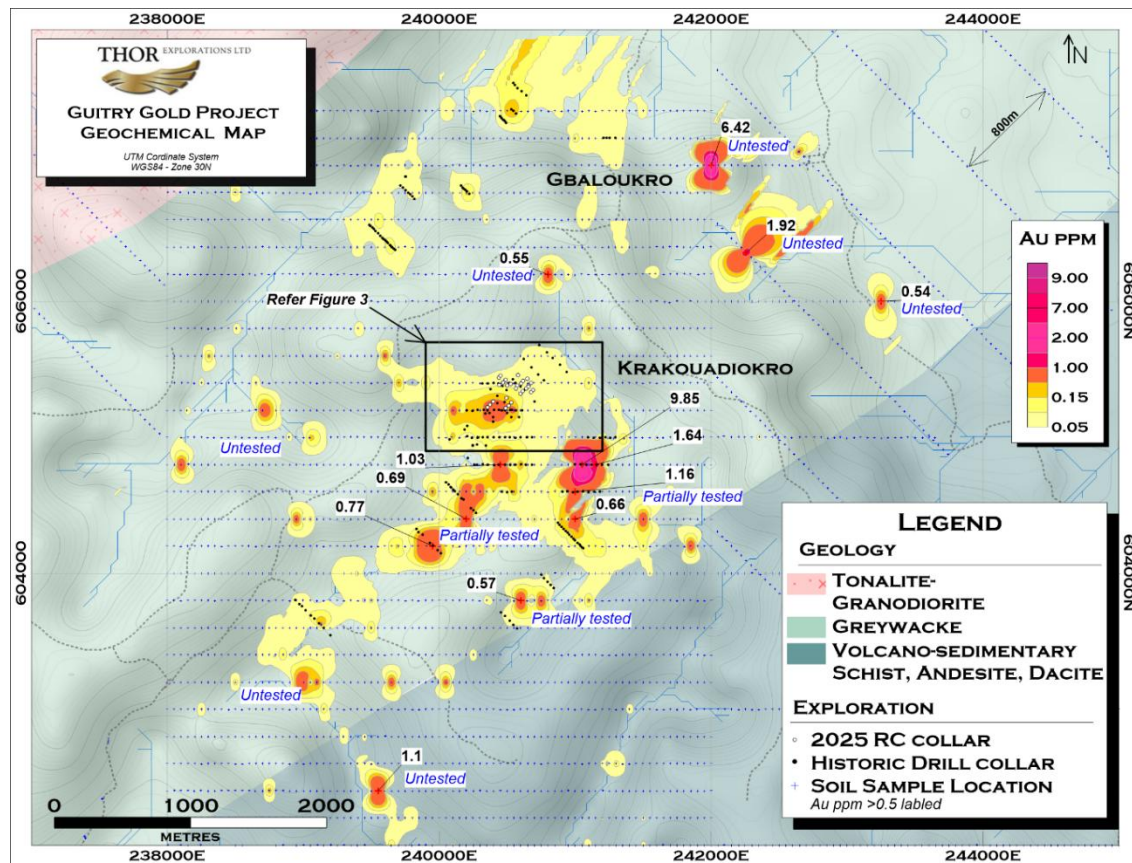 238000E
240000E
242000E
244000E
THOR EXPLORATIONS LTD
GUITRY GOLD PROJECT
GEOCHEMICAL MAP
UTM Cordinate System
WGS84 - Zone 30N
N
800m
6.42
Untested
GBALOUKRO
1.92
Untested
0.55
Untested
0.54
Untested
606000N
606000N
Refer Figure 3
KRAKOUADIOKRO
9.85
1.64
1.03
1.16
0.69
Partially tested
0.66
0.77
Partially tested
Untested
0.57
Partially tested
Untested
1.1
Untested
604000N
604000N
AU PPM
9.00
7.00
2.00
1.00
0.15
0.05
LEGEND
GEOLOGY
TONALITE-
GRANODIORITE
GREYWACKE
VOLCANO-SEDIMENTARY
SCHIST, ANDESITE, DACITE
EXPLORATION
2025 RC COLLAR
HISTORIC DRILL COLLAR
SOIL SAMPLE LOCATION
Au ppm >0.5 labled
0 1000 2000
METRES
238000E
240000E
242000E
244000E